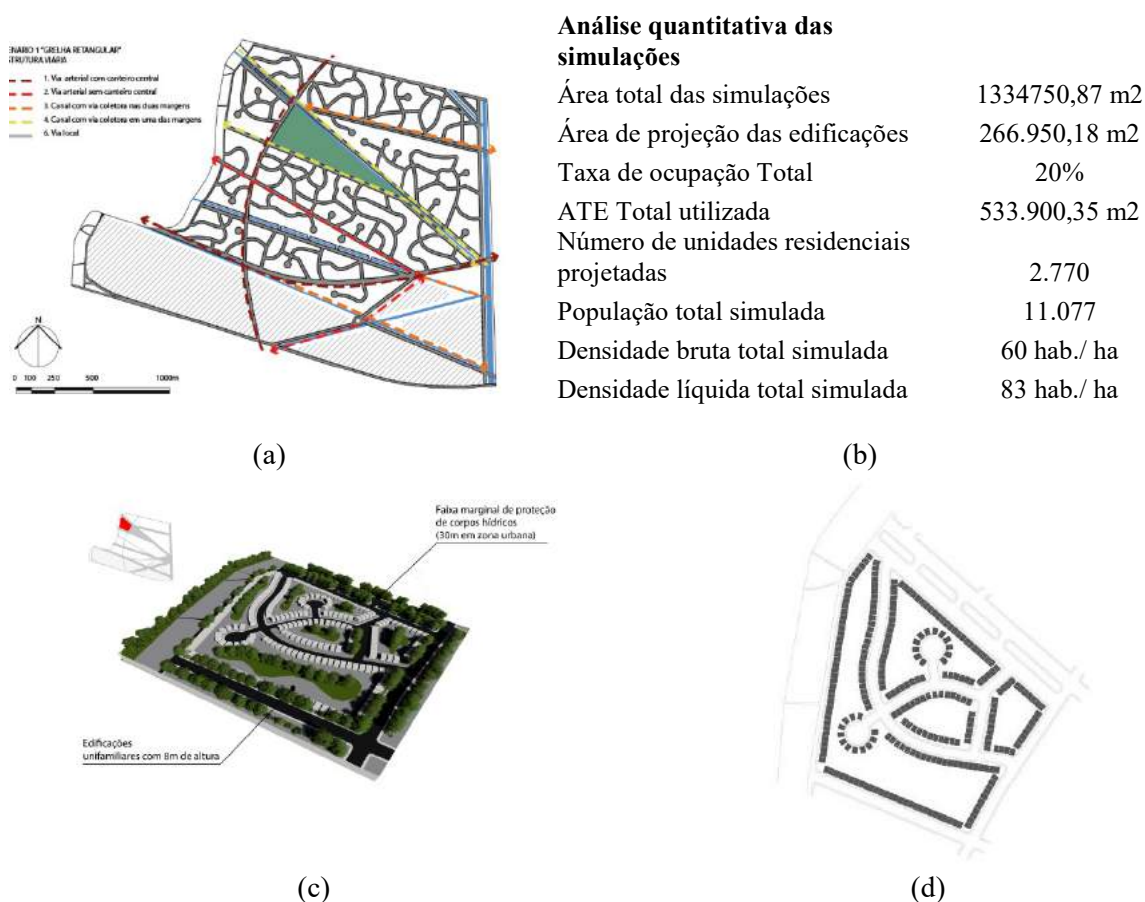 ENÁRIO 1 "GRELHA RETANGULAR"
TRUTURA VIÁRIA
1. Via arterial com canteiro central
2. Via arterial sem canteiro central
3. Canal com via coletora nas duas margens
4. Canal com via coletora em uma das margens
6. Via local
N
0 100 250 500 1000m
(a)
Análise quantitativa das
simulações
Área total das simulações 1334750,87 m2
Área de projeção das edificações 266.950,18 m2
Taxa de ocupação Total 20%
ATE Total utilizada 533.900,35 m2
Número de unidades residenciais
projetadas 2.770
População total simulada 11.077
Densidade bruta total simulada 60 hab./ ha
Densidade líquida total simulada 83 hab./ ha
(b)
Faixa marginal de proteção
de corpos hídricos
(30m em zona urbana)
Edificações
unifamiliares com 8m de altura
(c)
(d)